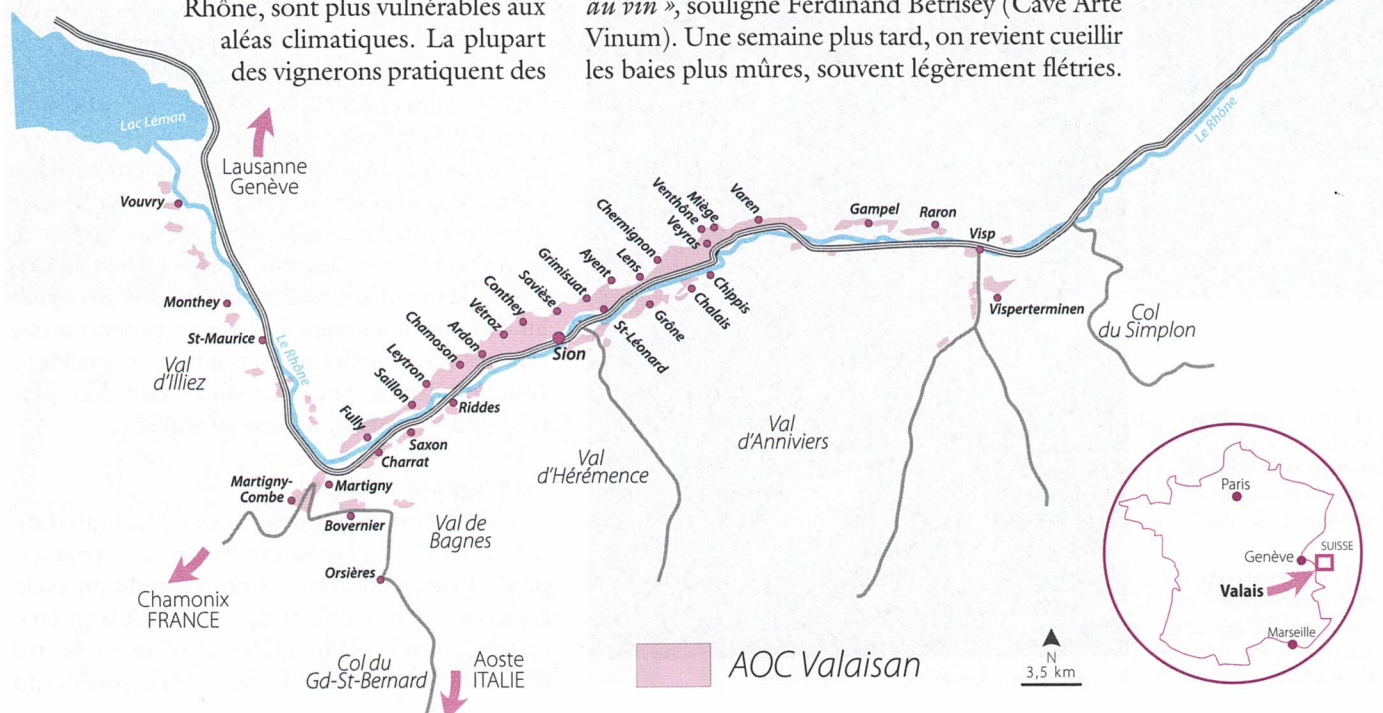 Rhône, sont plus vulnérables aux
aléas climatiques. La plupart
des vignerons pratiquent des
au vin », souligne Ferdinand Bétrisey (Cave Arte
Vinum). Une semaine plus tard, on revient cueillir
les baies plus mûres, souvent légèrement flétries.
Lac Léman
Lausanne
Genève
Le Rhône
Vouvry
Monthey
St-Maurice
Val
d'Illiez
Le Rhône
Fully
Saillon
Leytron
Chamoson
Ardon
Vétroz
Conthey
Savièse
Grimisuat
Ayent
Lens
Chermignon
Veyras
Venthône
Miège
Varen
Gampel
Raron
Visp
Visperterminen
Col
du Simplon
Chippis
Chalais
Grône
St-Léonard
Sion
Riddes
Saxon
Charrat
Martigny
Martigny-
Combe
Bovernier
Orsières
Val de
Bagnes
Val
d'Hérémence
Val
d'Anniviers
Chamonix
FRANCE
Col du
Gd-St-Bernard
Aoste
ITALIE
AOC Valaisan
N
3,5 km
Paris
Genève
SUISSE
Valais
Marseille